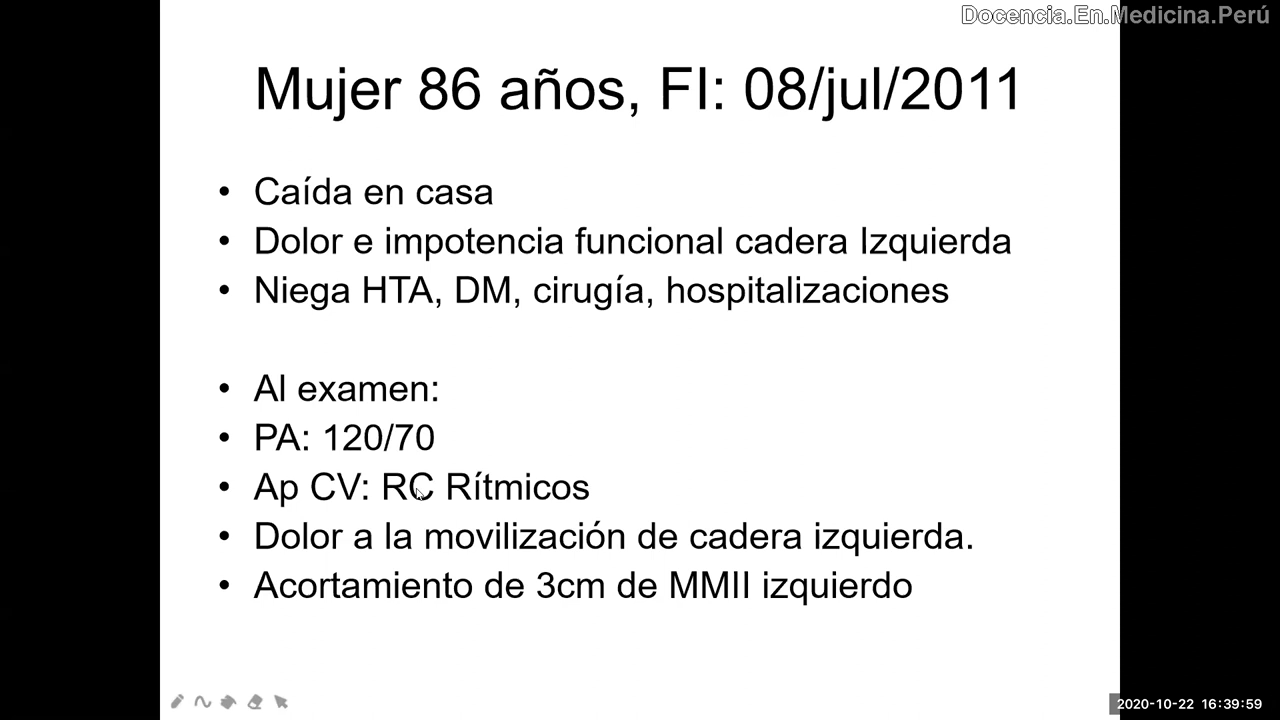 Docencia.En.Medicina.Perú
Mujer 86 años, FI: 08/jul/2011
• Caída en casa
• Dolor e impotencia funcional cadera Izquierda
• Niega HTA, DM, cirugía, hospitalizaciones
• Al examen:
• PA: 120/70
• Ap CV: RC Rítmicos
• Dolor a la movilización de cadera izquierda.
• Acortamiento de 3cm de MMII izquierdo
2020-10-22 16:39:59